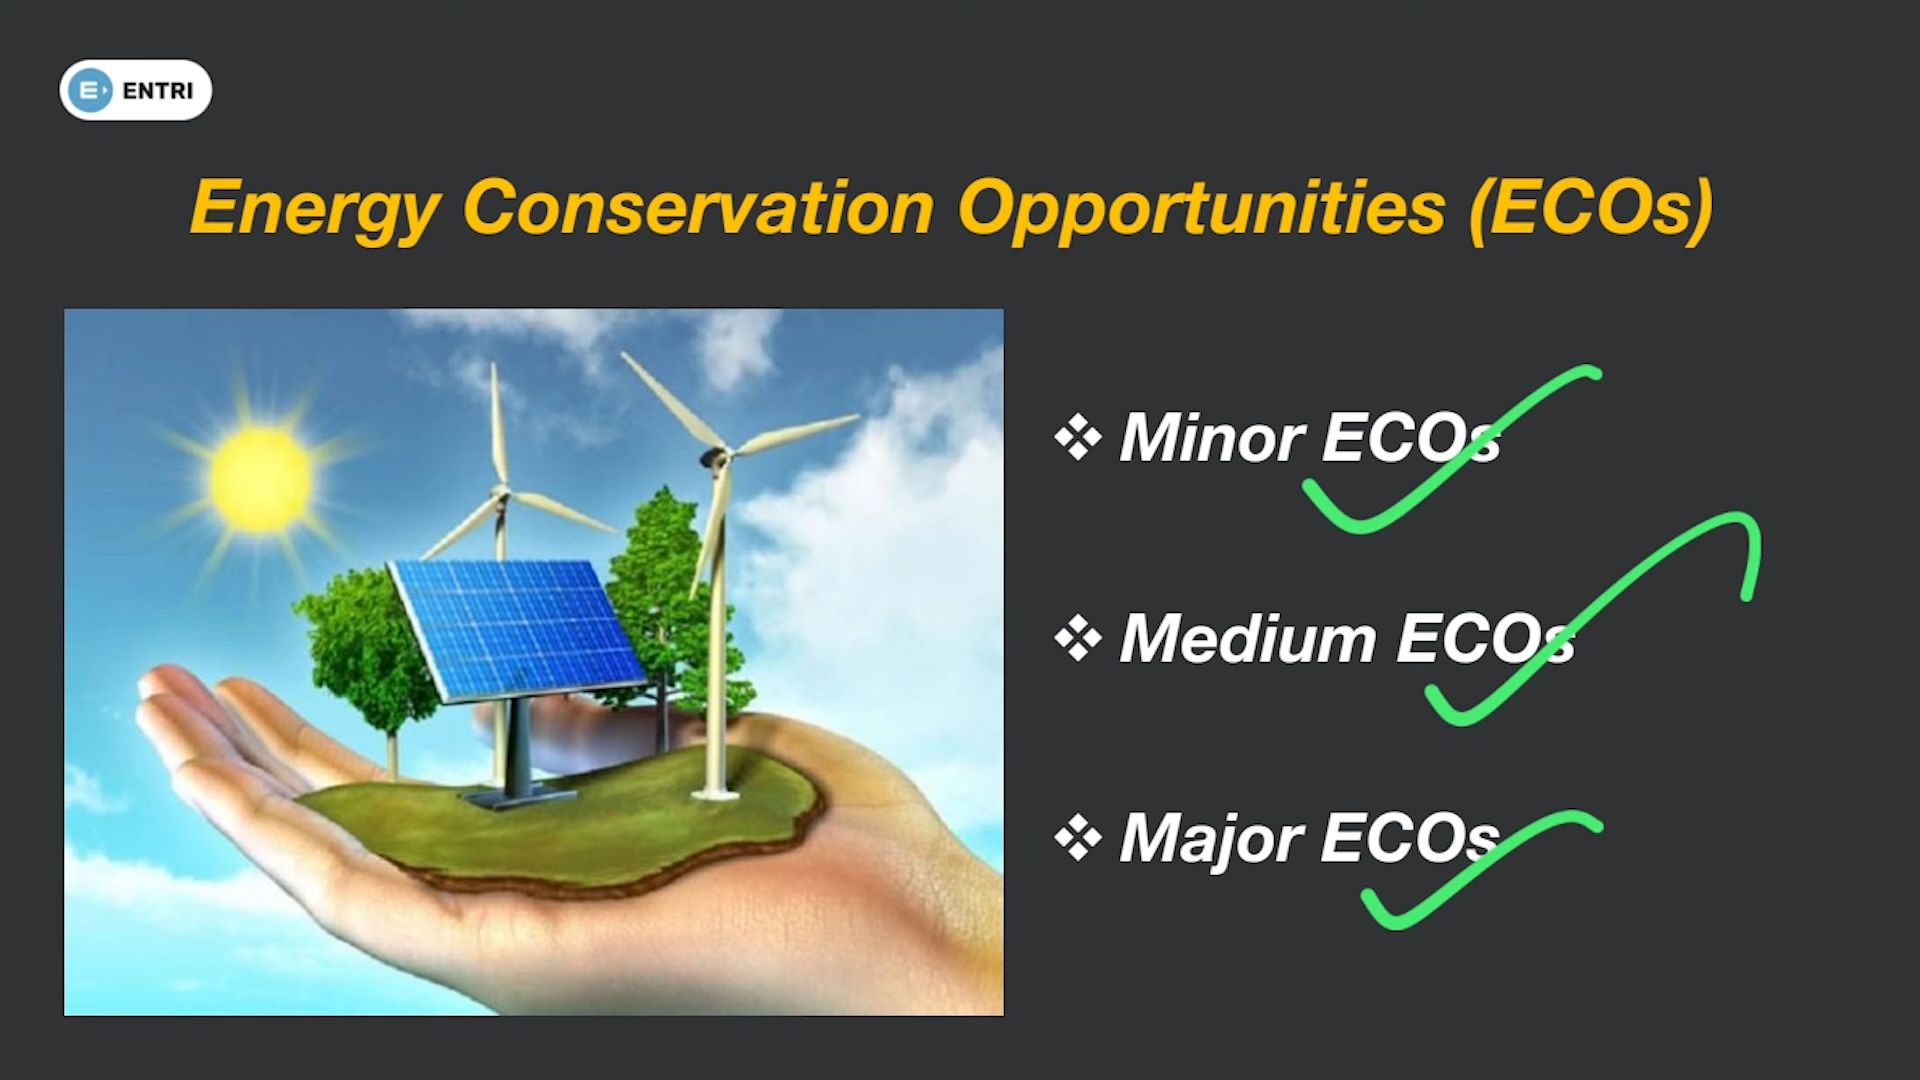 ENTRI
Energy Conservation Opportunities (ECOs)
Minor ECOs
Medium ECOs
Major ECOs